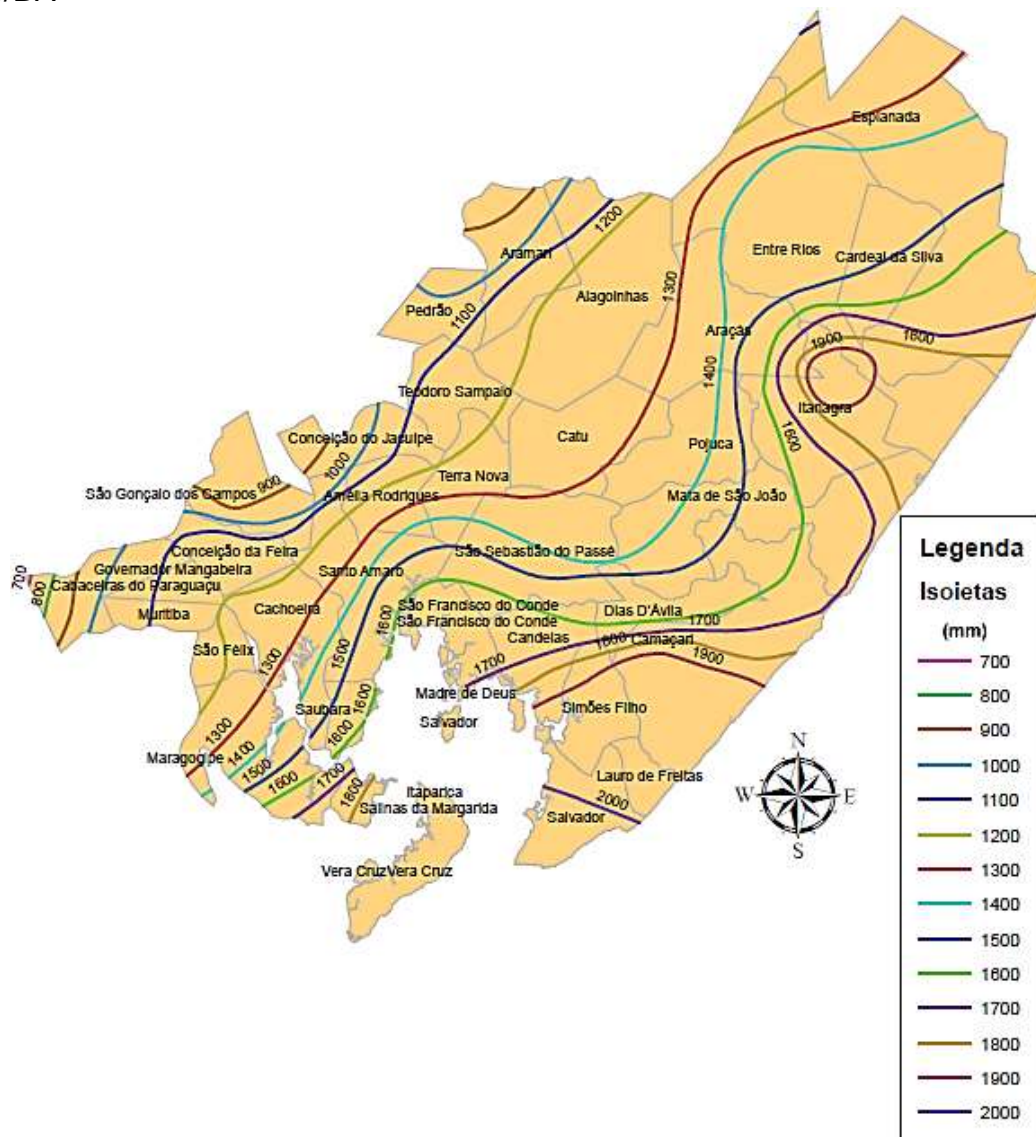 /BA
Esplanada
1200
Entre Rios
Cardeal da Silva
Aramari
Alagoinhas
1300
Pedrão
1100
Araçás
1900
1800
1400
Itanagra
Teodoro Sampaio
1600
Conceição do Jacuípe
Catu
Pojuca
1000
Terra Nova
900
São Gonçalo dos Campos
Amélia Rodrigues
Mata de São João
Conceição da Feira
São Sebastião do Passé
Governador Mangabeira
Santo Amaro
700
800
Cabaceiras do Paraguaçu
Muritiba
Cachoeira
São Francisco do Conde
Dias D'Ávila
1600
São Francisco do Conde
1700
Candeias
1800
Camaçari
São Félix
1500
1300
1700
1900
Madre de Deus
Saubara
1600
Salvador
Simões Filho
1300
1600
Maragogipe
1400
1500
1600
1700
1800
Itaparica
Salinas da Margarida
Lauro de Freitas
2000
Salvador
Vera Cruz
Vera Cruz
N
W
E
S
Legenda
Isoietas
(mm)
700
800
900
1000
1100
1200
1300
1400
1500
1600
1700
1800
1900
2000